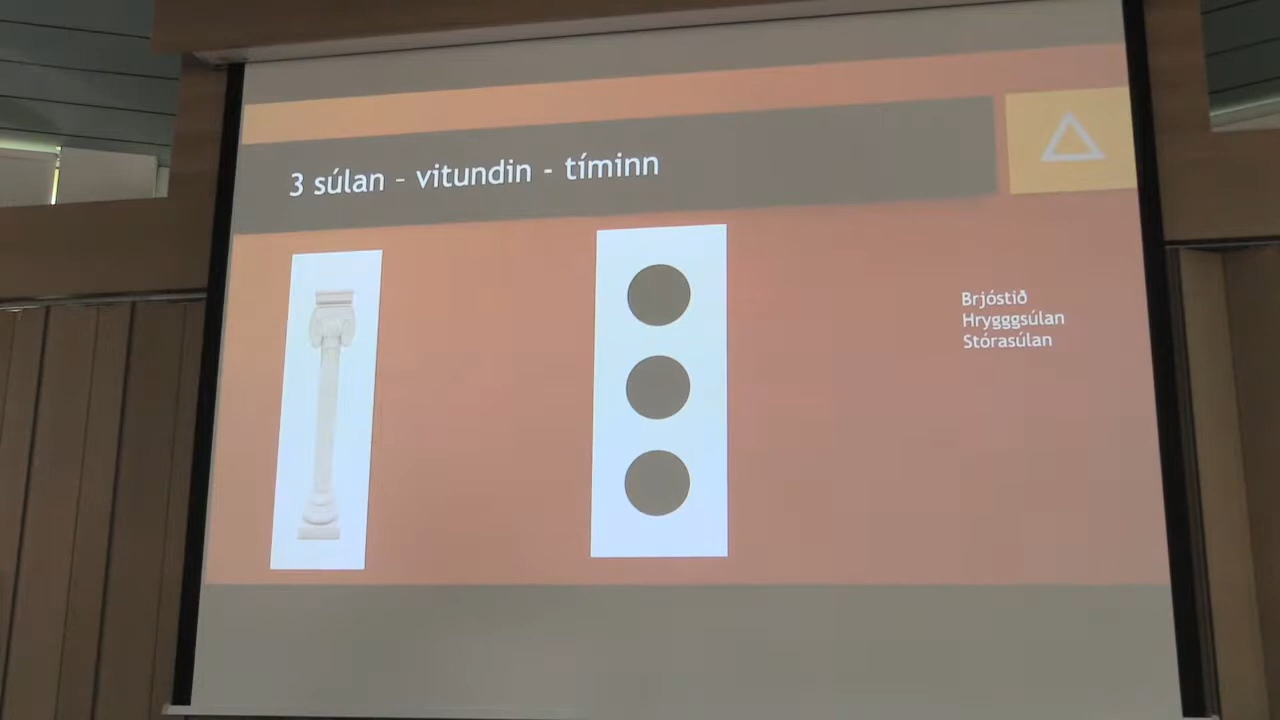 3 súlan – vitundin - tíminn
Brjóstið
Hrygggsúlan
Stórasúlan